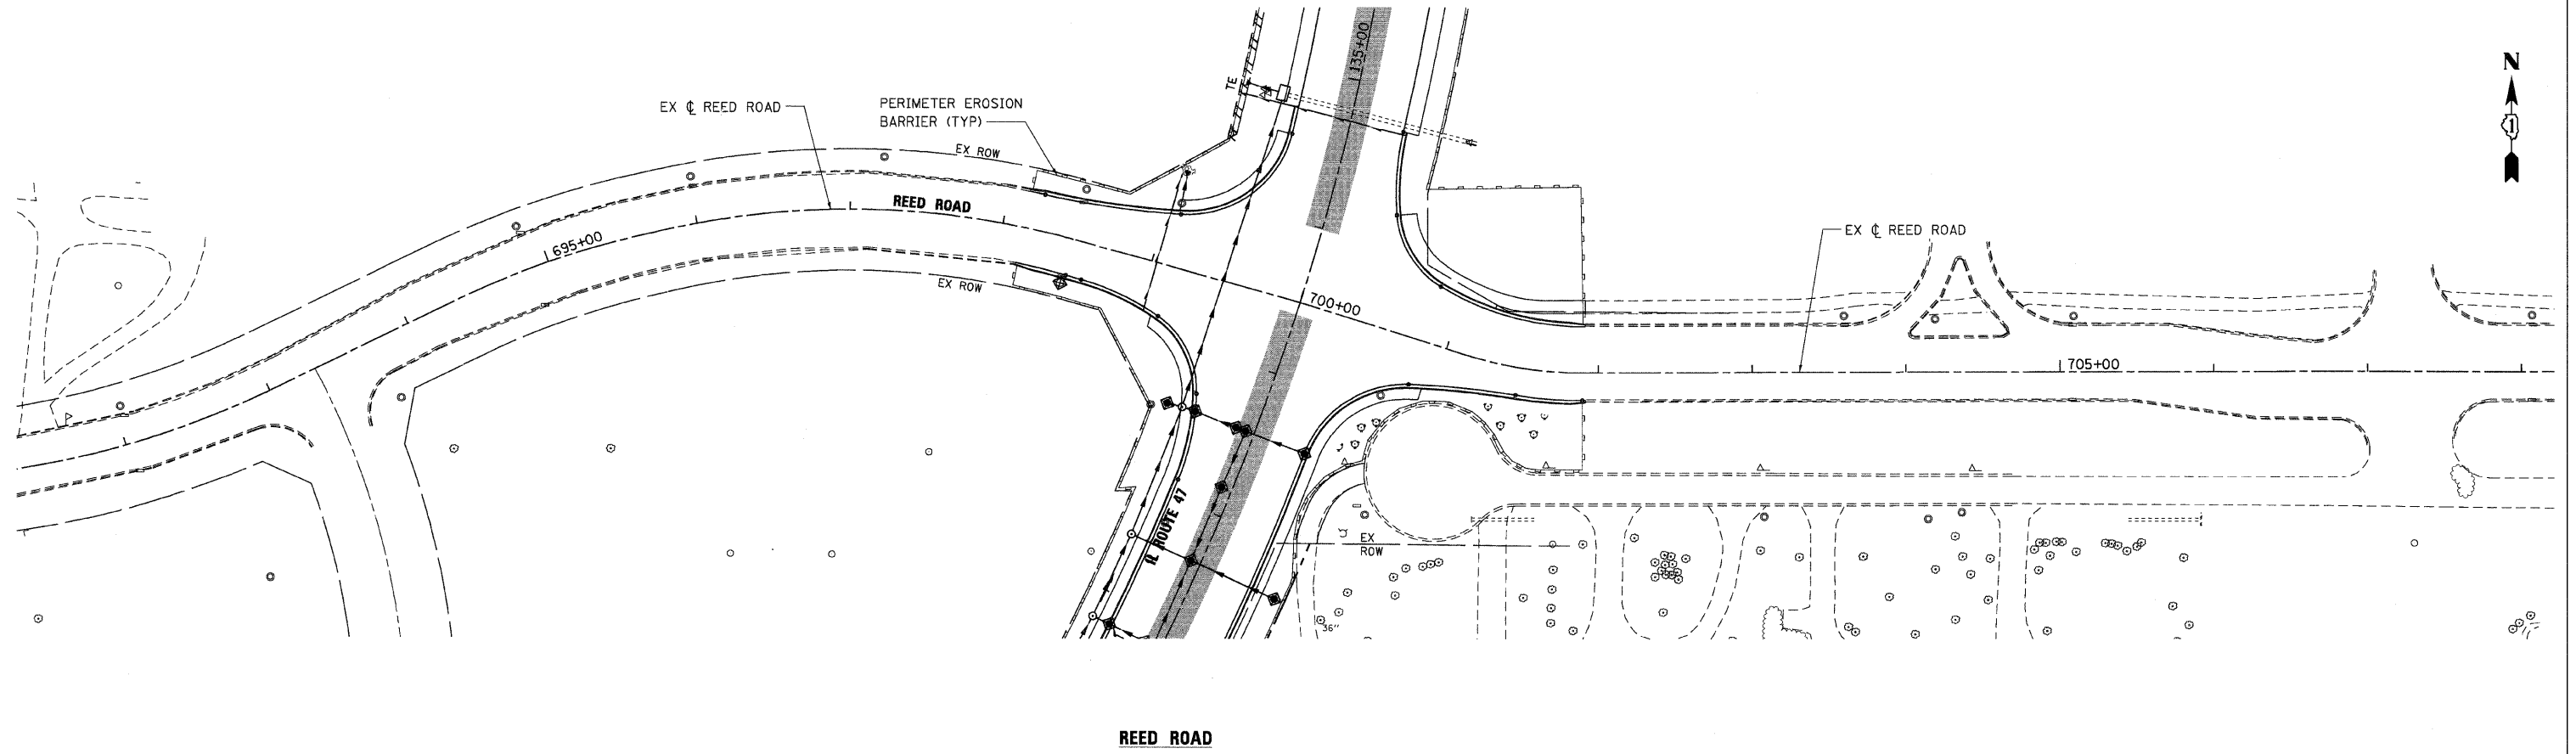 135+00
N
TE
EX ℄ REED ROAD
PERIMETER EROSION
BARRIER (TYP)
EX ROW
1
REED ROAD
EX ℄ REED ROAD
695+00
EX ROW
700+00
705+00
IL ROUTE 47
EX
ROW
36"
REED ROAD